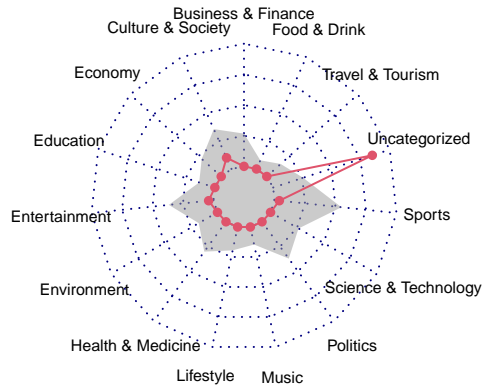 Business & Finance
Culture & Society
Food & Drink
Economy
Travel & Tourism
Education
Uncategorized
Entertainment
Sports
Environment
Science & Technology
Health & Medicine
Politics
Lifestyle
Music